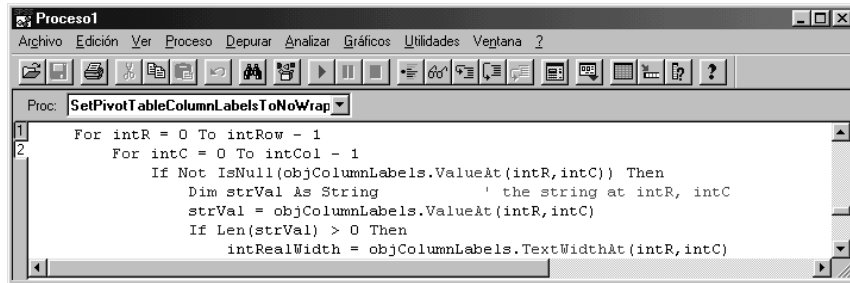 Proceso1
Archivo Edición Ver Proceso Depurar Analizar Gráficos Utilidades Ventana ?
Proc: SetPivotTableColumnLabelsToNoWrap
1
2
For intR = 0 To intRow - 1
For intC = 0 To intCol - 1
If Not IsNull(objColumnLabels.ValueAt(intR,intC)) Then
Dim strVal As String ' the string at intR, intC
strVal = objColumnLabels.ValueAt(intR,intC)
If Len(strVal) > 0 Then
intRealWidth = objColumnLabels.TextWidthAt(intR,intC)